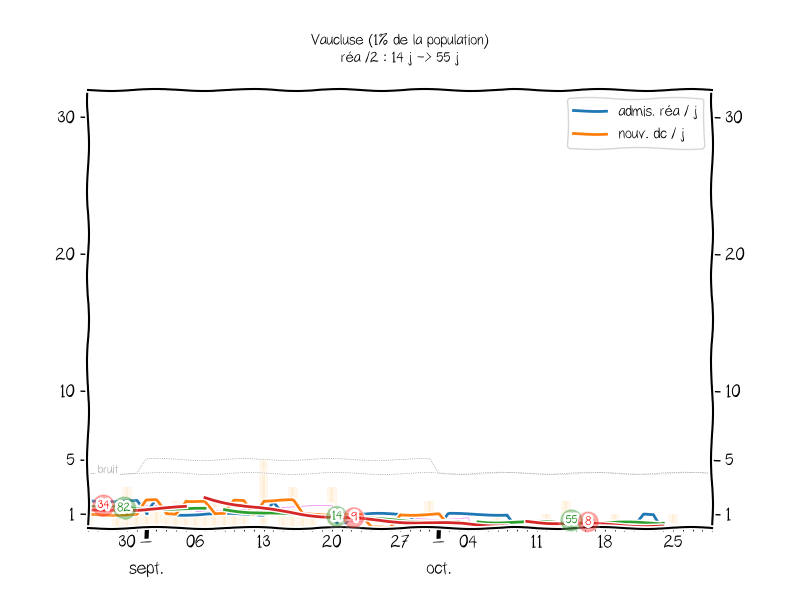 Vaucluse (1% de la population)
réa /2 : 14 j -> 55 j
30 30
admis. réa / j
nouv. dc / j
20 20
10 10
5 5
bruit
34 82 14 9 55 8
1 1
30 06 13 20 27 04 11 18 25
sept. oct.